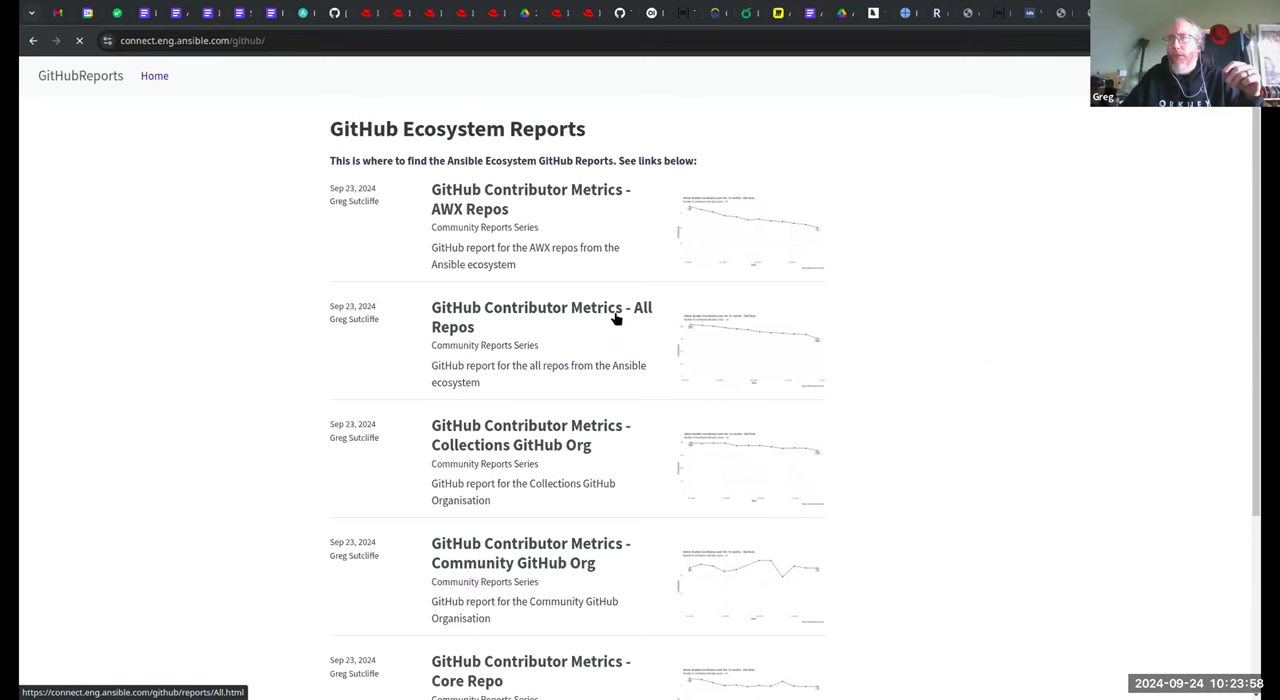 connect.eng.ansible.com/github/
GitHubReports Home
Greg
GitHub Ecosystem Reports
This is where to find the Ansible Ecosystem GitHub Reports. See links below:
Sep 23, 2024
Greg Sutcliffe
GitHub Contributor Metrics -
AWX Repos
Community Reports Series
GitHub report for the AWX repos from the
Ansible ecosystem
Sep 23, 2024
Greg Sutcliffe
GitHub Contributor Metrics - All
Repos
Community Reports Series
GitHub report for the all repos from the Ansible
ecosystem
Sep 23, 2024
Greg Sutcliffe
GitHub Contributor Metrics -
Collections GitHub Org
Community Reports Series
GitHub report for the Collections GitHub
Organisation
Sep 23, 2024
Greg Sutcliffe
GitHub Contributor Metrics -
Community GitHub Org
Community Reports Series
GitHub report for the Community GitHub
Organisation
Sep 23, 2024
Greg Sutcliffe
GitHub Contributor Metrics -
Core Repo
https://connect.eng.ansible.com/github/reports/All.html
2024-09-24 10:23:58